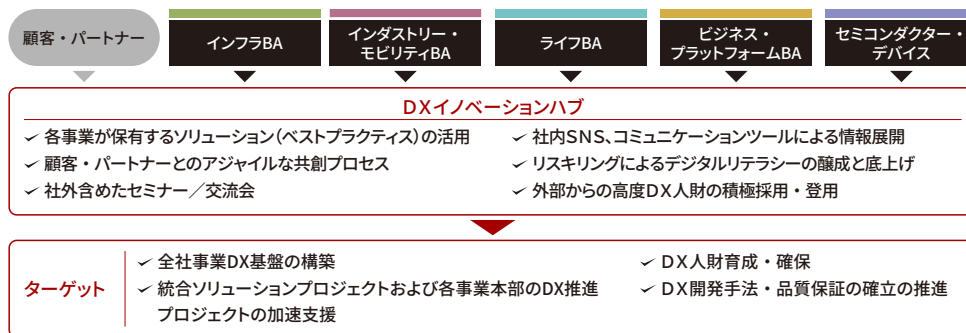 顧客・パートナー
インフラBA
インダストリー・
モビリティBA
ライフBA
ビジネス・
プラットフォームBA
セミコンダクター・
デバイス
DXイノベーションハブ
各事業が保有するソリューション(ベストプラクティス)の活用
顧客・パートナーとのアジャイルな共創プロセス
社外含めたセミナー／交流会
社内SNS、コミュニケーションツールによる情報展開
リスキリングによるデジタルリテラシーの醸成と底上げ
外部からの高度DX人財の積極採用・登用
ターゲット
全社事業DX基盤の構築
統合ソリューションプロジェクトおよび各事業本部のDX推進
プロジェクトの加速支援
DX人財育成・確保
DX開発手法・品質保証の確立の推進